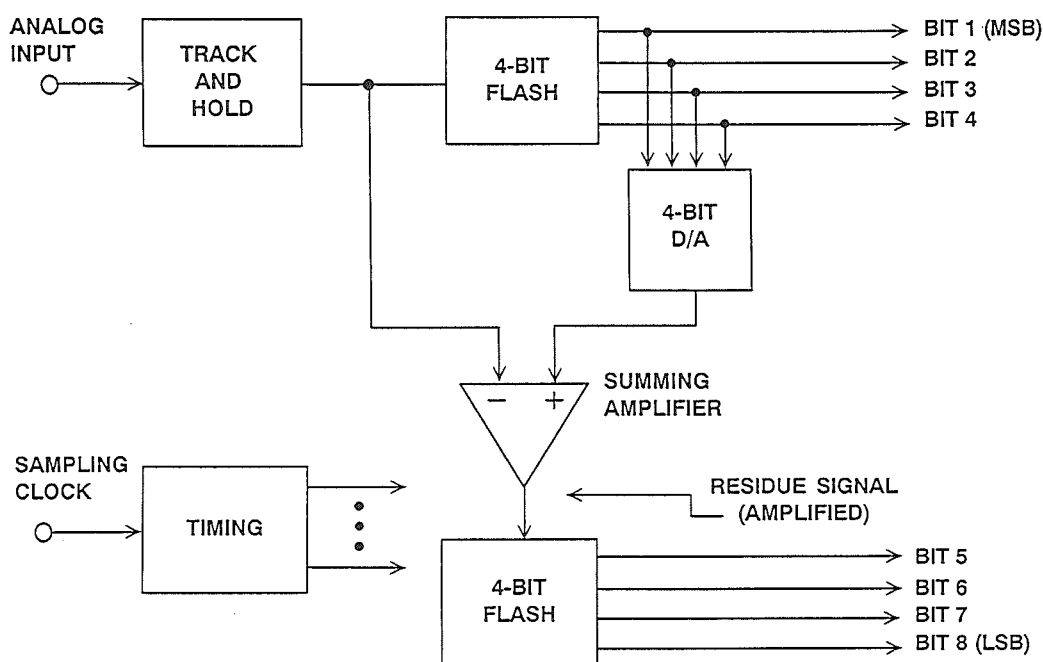 ANALOG
INPUT
TRACK
AND
HOLD
4-BIT
FLASH
BIT 1 (MSB)
BIT 2
BIT 3
BIT 4
4-BIT
D/A
− +
SUMMING
AMPLIFIER
SAMPLING
CLOCK
TIMING
RESIDUE SIGNAL
(AMPLIFIED)
4-BIT
FLASH
BIT 5
BIT 6
BIT 7
BIT 8 (LSB)